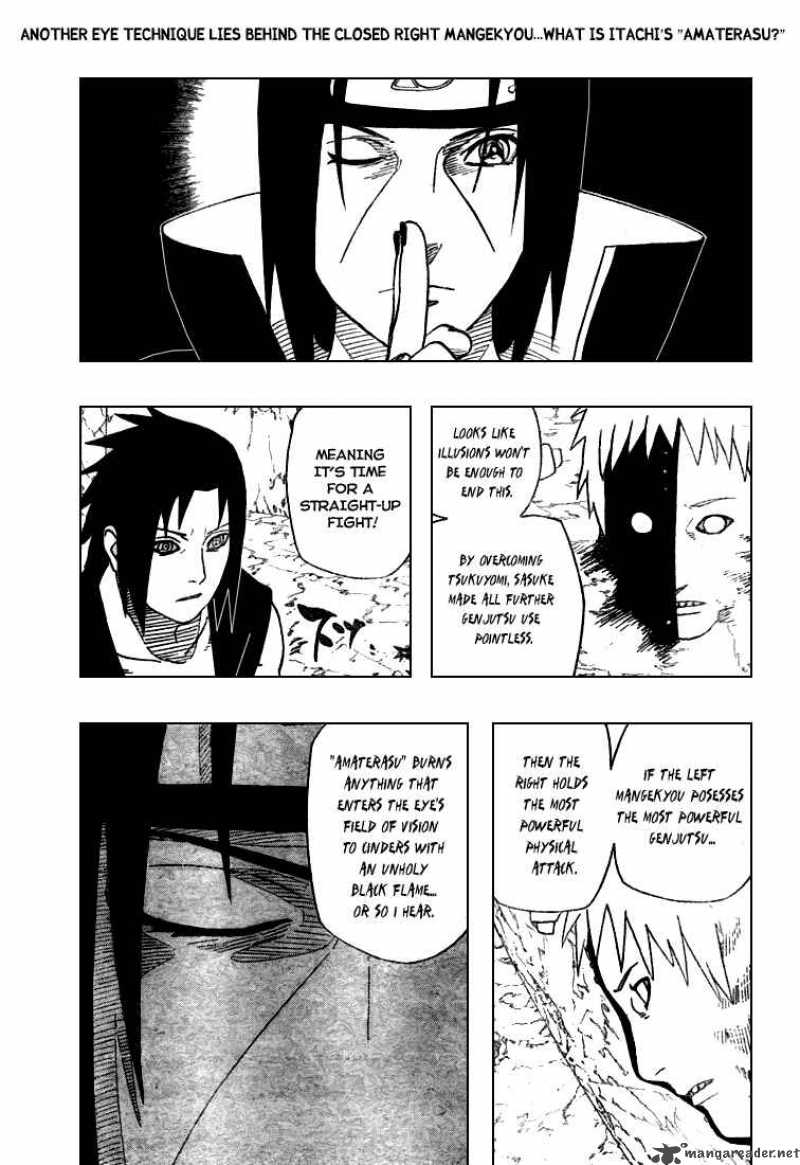 ANOTHER EYE TECHNIQUE LIES BEHIND THE CLOSED RIGHT MANGEKYOU...WHAT IS ITACHI'S "AMATERASU?"
LOOKS LIKE
ILLUSIONS WON'T
BE ENOUGH TO
END THIS.
BY OVERCOMING
TSUKUYOMI, SASUKE
MADE ALL FURTHER
GENJUTSU USE
POINTLESS.
MEANING
IT'S TIME
FOR A
STRAIGHT-UP
FIGHT!
IF THE LEFT
MANGEKYOU POSESSES
THE MOST POWERFUL
GENJUTSU...
THEN THE
RIGHT HOLDS
THE MOST
POWERFUL
PHYSICAL
ATTACK.
"AMATERASU" BURNS
ANYTHING THAT
ENTERS THE EYE'S
FIELD OF VISION
TO CINDERS WITH
AN UNHOLY
BLACK FLAME...
OR SO I HEAR.
mangareader.net